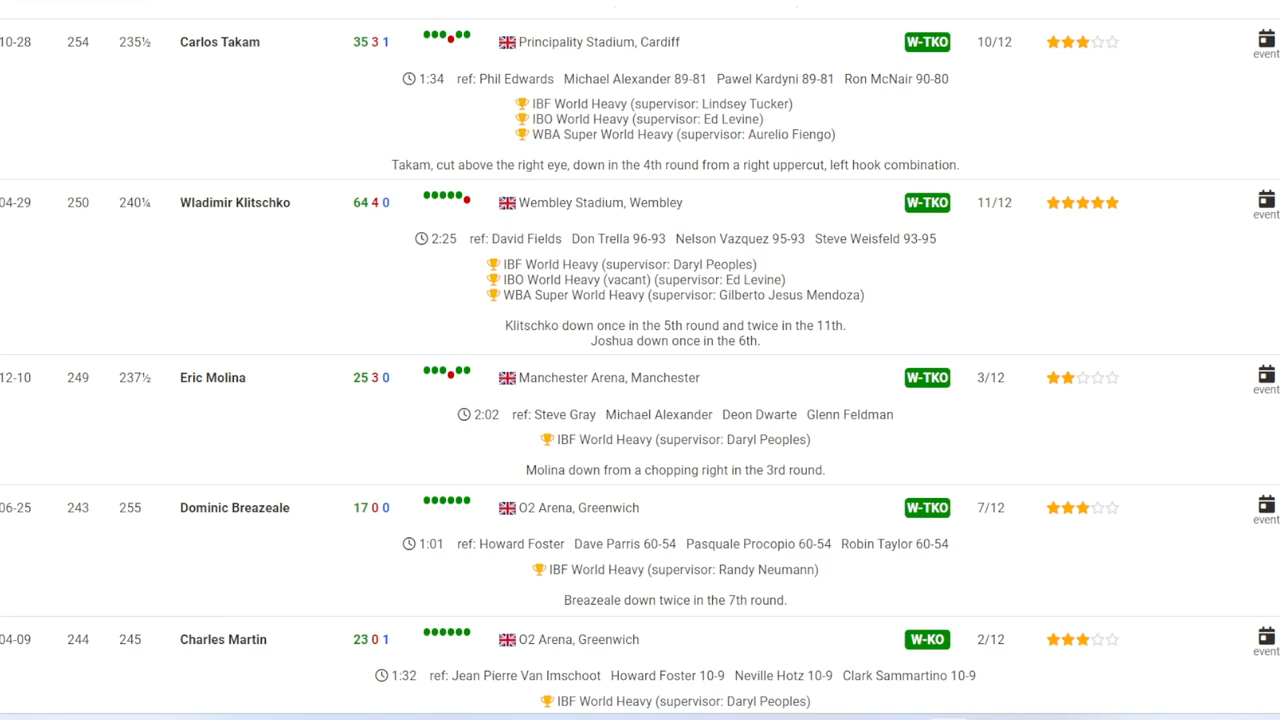 10-28 254 235½ Carlos Takam 35 3 1 Principality Stadium, Cardiff W-TKO 10/12
event
1:34 ref: Phil Edwards Michael Alexander 89-81 Pawel Kardyni 89-81 Ron McNair 90-80
IBF World Heavy (supervisor: Lindsey Tucker)
IBO World Heavy (supervisor: Ed Levine)
WBA Super World Heavy (supervisor: Aurelio Fiengo)
Takam, cut above the right eye, down in the 4th round from a right uppercut, left hook combination.
04-29 250 240¼ Wladimir Klitschko 64 4 0 Wembley Stadium, Wembley W-TKO 11/12
event
2:25 ref: David Fields Don Trella 96-93 Nelson Vazquez 95-93 Steve Weisfeld 93-95
IBF World Heavy (supervisor: Daryl Peoples)
IBO World Heavy (vacant) (supervisor: Ed Levine)
WBA Super World Heavy (supervisor: Gilberto Jesus Mendoza)
Klitschko down once in the 5th round and twice in the 11th.
Joshua down once in the 6th.
12-10 249 237½ Eric Molina 25 3 0 Manchester Arena, Manchester W-TKO 3/12
event
2:02 ref: Steve Gray Michael Alexander Deon Dwarte Glenn Feldman
IBF World Heavy (supervisor: Daryl Peoples)
Molina down from a chopping right in the 3rd round.
06-25 243 255 Dominic Breazeale 17 0 0 O2 Arena, Greenwich W-TKO 7/12
event
1:01 ref: Howard Foster Dave Parris 60-54 Pasquale Procopio 60-54 Robin Taylor 60-54
IBF World Heavy (supervisor: Randy Neumann)
Breazeale down twice in the 7th round.
04-09 244 245 Charles Martin 23 0 1 O2 Arena, Greenwich W-KO 2/12
event
1:32 ref: Jean Pierre Van Imschoot Howard Foster 10-9 Neville Hotz 10-9 Clark Sammartino 10-9
IBF World Heavy (supervisor: Daryl Peoples)